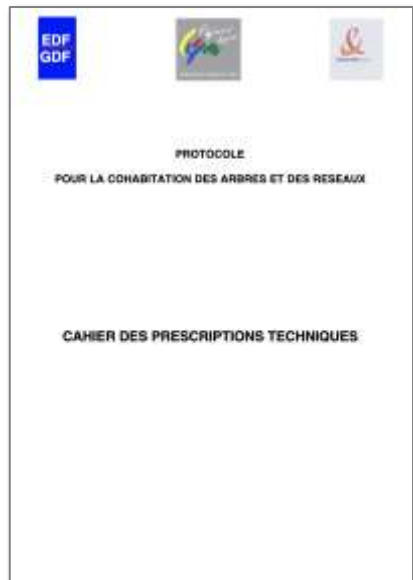 EDF
GDF
PROTOCOLE
POUR LA COHABITATION DES ARBRES ET DES RESEAUX
CAHIER DES PRESCRIPTIONS TECHNIQUES